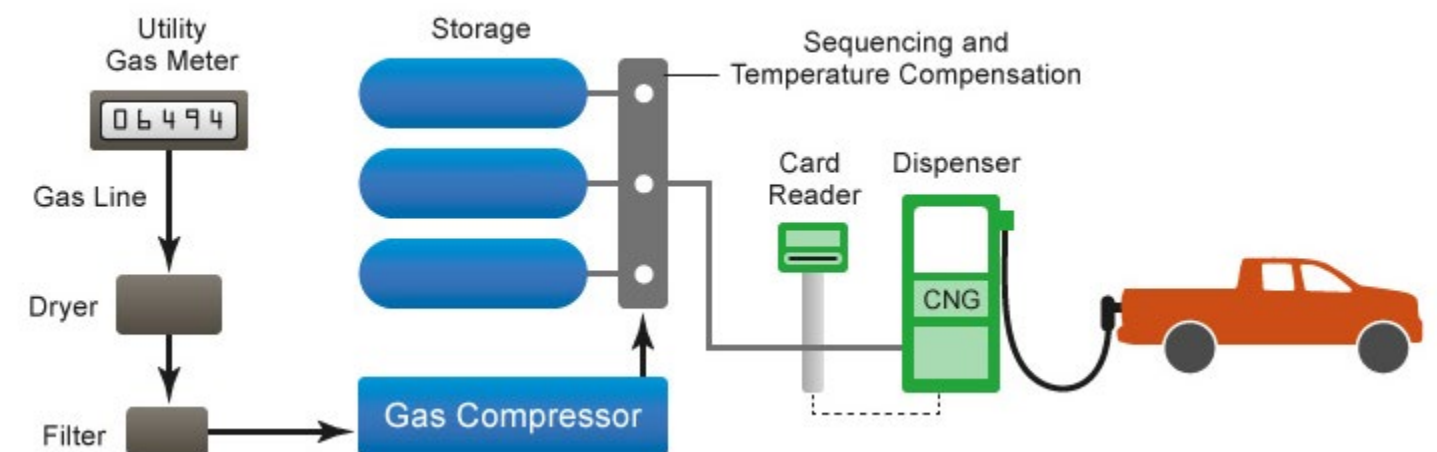 Utility
Gas Meter
06494
Gas Line
Dryer
Filter
Storage
Gas Compressor
Sequencing and
Temperature Compensation
Card
Reader
Dispenser
CNG